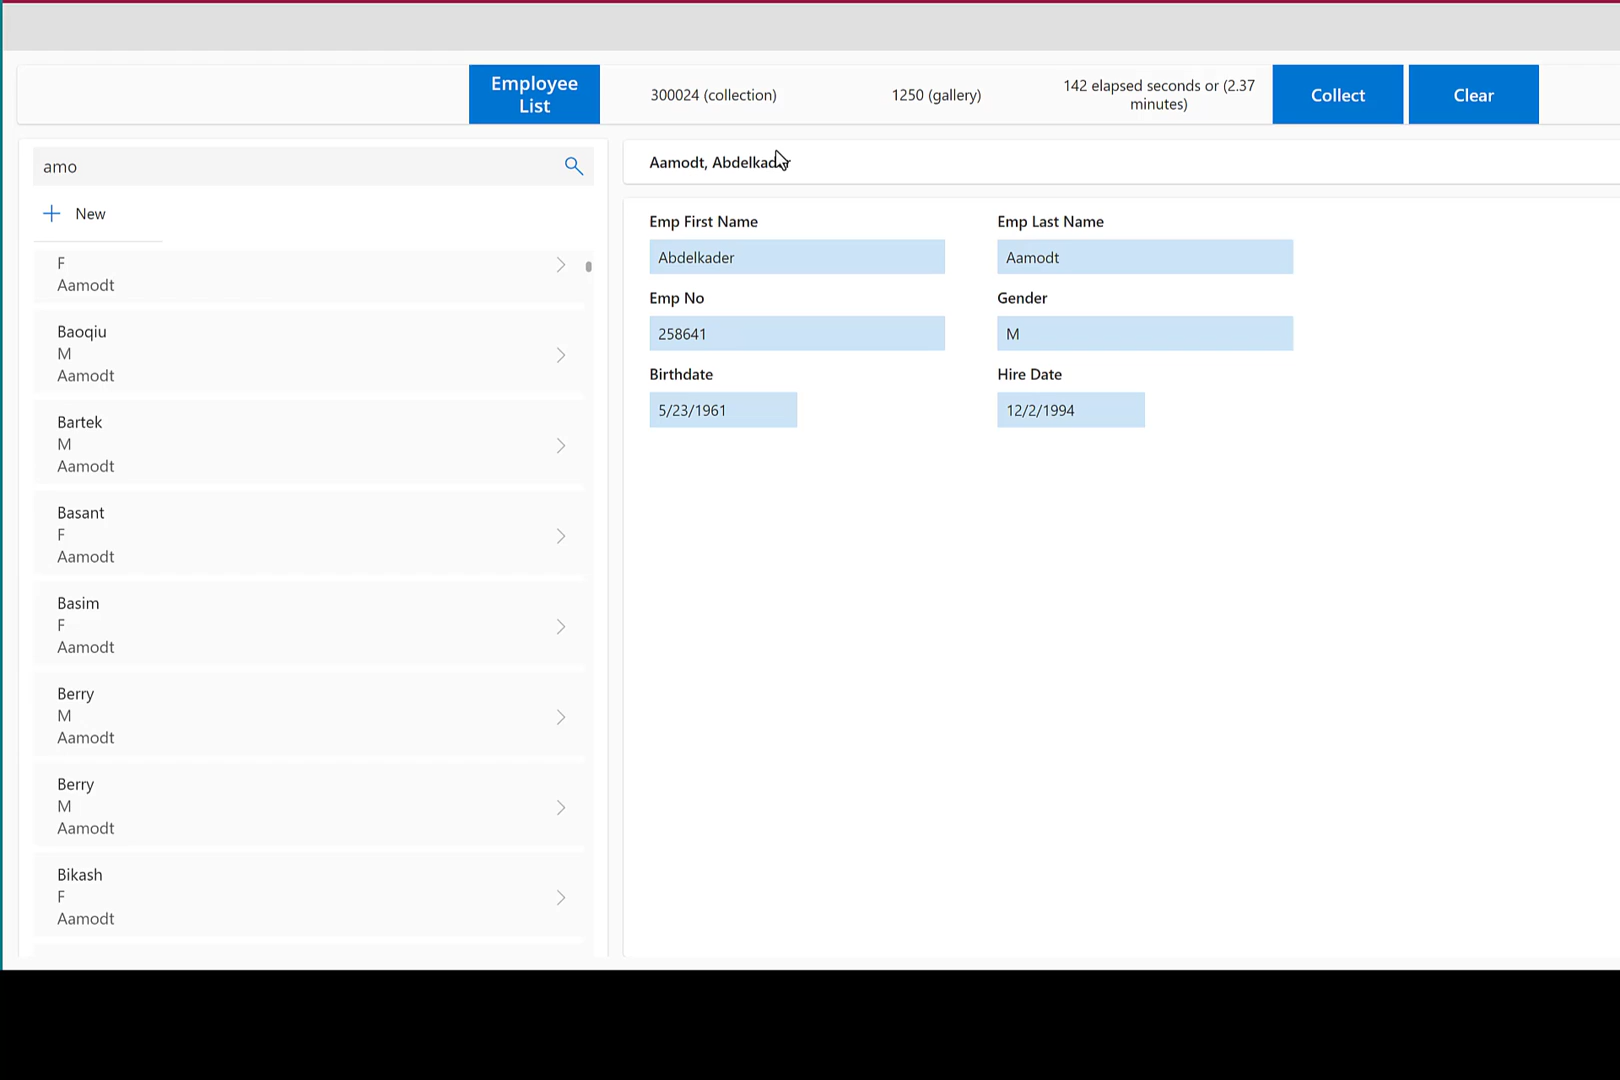 Employee
List
300024 (collection)
1250 (gallery)
142 elapsed seconds or (2.37
minutes)
Collect
Clear
amo
New
F
Aamodt
Baoqiu
M
Aamodt
Bartek
M
Aamodt
Basant
F
Aamodt
Basim
F
Aamodt
Berry
M
Aamodt
Berry
M
Aamodt
Bikash
F
Aamodt
Aamodt, Abdelkader
Emp First Name
Emp Last Name
Abdelkader
Aamodt
Emp No
Gender
258641
M
Birthdate
Hire Date
5/23/1961
12/2/1994